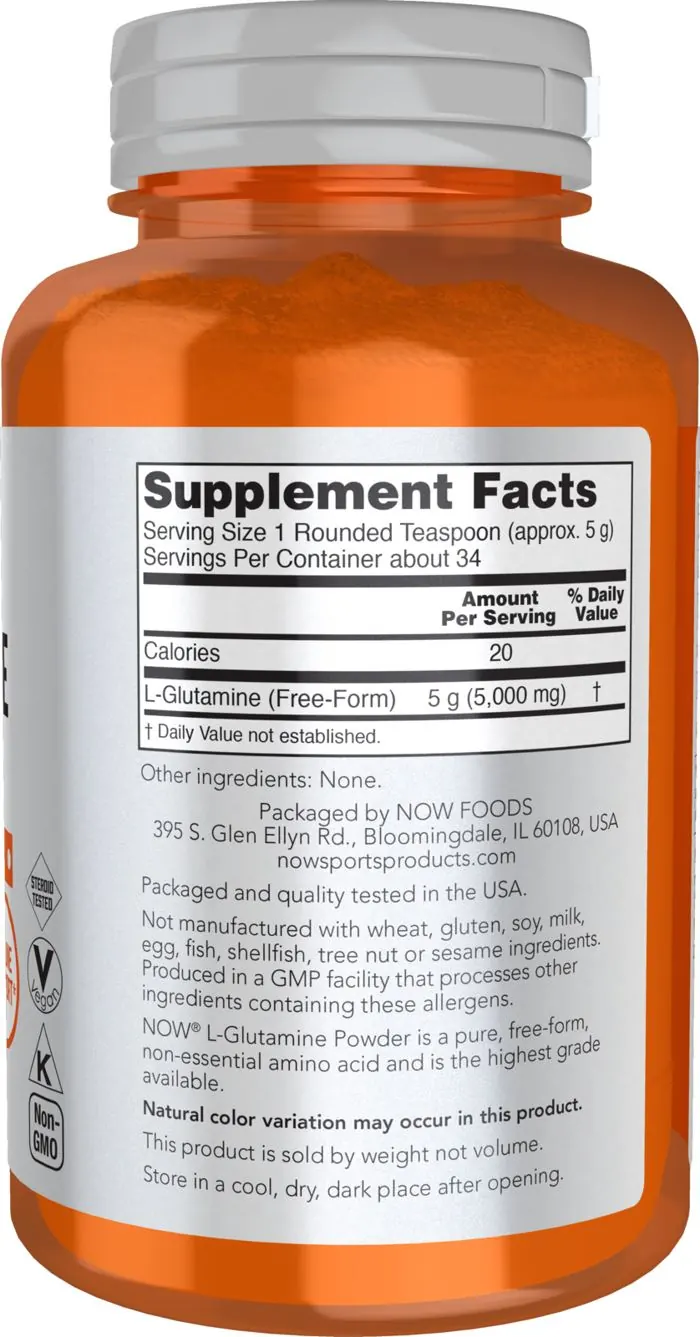 Supplement Facts
Serving Size 1 Rounded Teaspoon (approx. 5 g)
Servings Per Container about 34
Amount Per Serving % Daily Value
Calories 20
L-Glutamine (Free-Form) 5 g (5,000 mg) †
† Daily Value not established.
Other ingredients: None.
Packaged by NOW FOODS
395 S. Glen Ellyn Rd., Bloomingdale, IL 60108, USA
nowsportsproducts.com
Packaged and quality tested in the USA.
Not manufactured with wheat, gluten, soy, milk,
egg, fish, shellfish, tree nut or sesame ingredients.
Produced in a GMP facility that processes other
ingredients containing these allergens.
NOW® L-Glutamine Powder is a pure, free-form,
non-essential amino acid and is the highest grade
available.
Natural color variation may occur in this product.
This product is sold by weight not volume.
Store in a cool, dry, dark place after opening.
STEROID
TESTED
V
Vegan
K
Non-
GMO